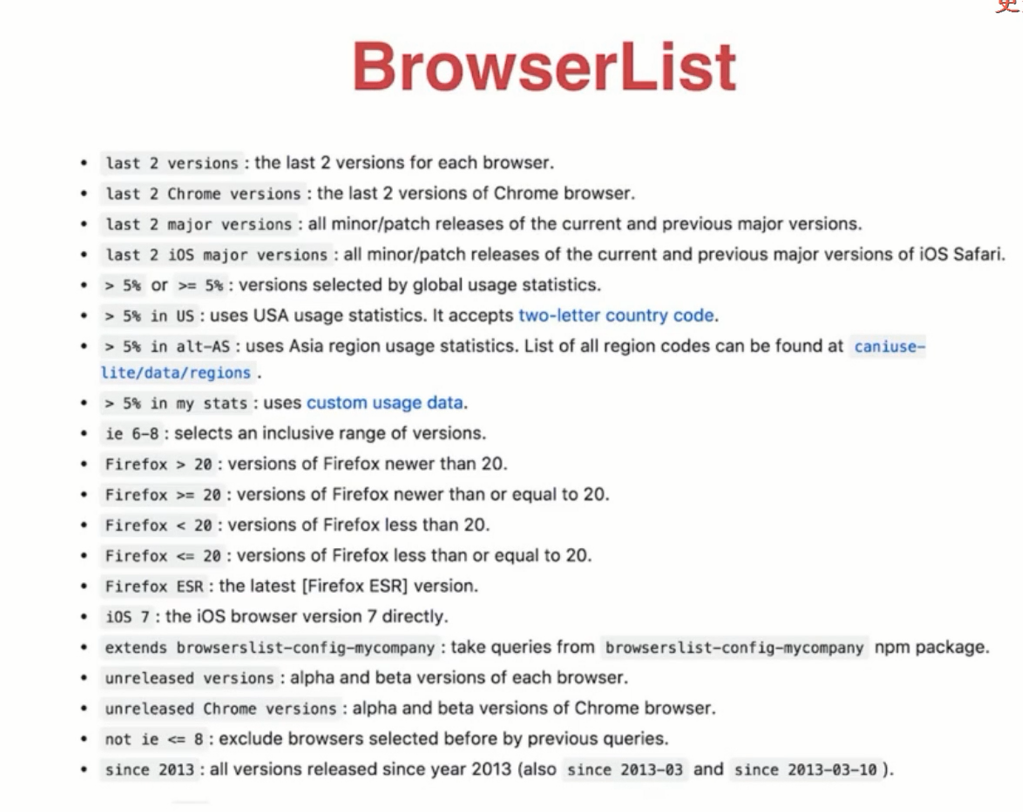 更
BrowserList
• last 2 versions : the last 2 versions for each browser.
• last 2 Chrome versions : the last 2 versions of Chrome browser.
• last 2 major versions : all minor/patch releases of the current and previous major versions.
• last 2 iOS major versions : all minor/patch releases of the current and previous major versions of iOS Safari.
• > 5% or >= 5% : versions selected by global usage statistics.
• > 5% in US : uses USA usage statistics. It accepts two-letter country code.
• > 5% in alt-AS : uses Asia region usage statistics. List of all region codes can be found at caniuse-
lite/data/regions .
• > 5% in my stats : uses custom usage data.
• ie 6-8 : selects an inclusive range of versions.
• Firefox > 20 : versions of Firefox newer than 20.
• Firefox >= 20 : versions of Firefox newer than or equal to 20.
• Firefox < 20 : versions of Firefox less than 20.
• Firefox <= 20 : versions of Firefox less than or equal to 20.
• Firefox ESR : the latest [Firefox ESR] version.
• iOS 7 : the iOS browser version 7 directly.
• extends browserslist-config-mycompany : take queries from browserslist-config-mycompany npm package.
• unreleased versions : alpha and beta versions of each browser.
• unreleased Chrome versions : alpha and beta versions of Chrome browser.
• not ie <= 8 : exclude browsers selected before by previous queries.
• since 2013 : all versions released since year 2013 (also since 2013-03 and since 2013-03-10 ).